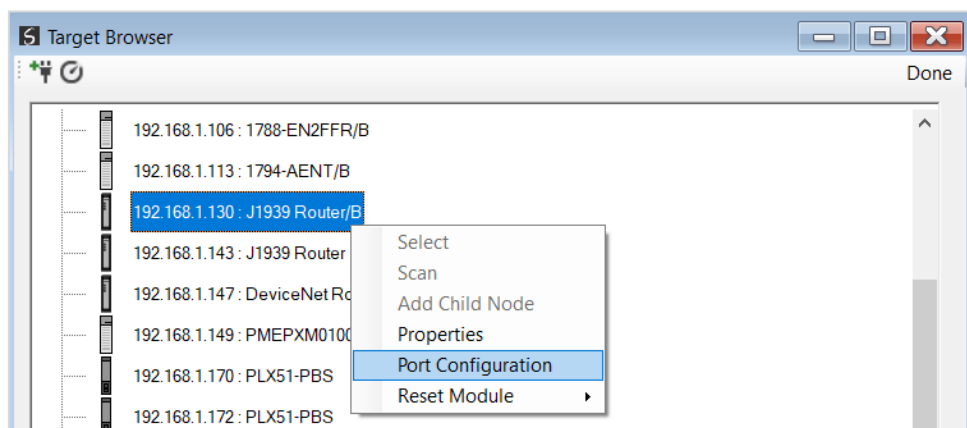 Target Browser
Done
192.168.1.106 : 1788-EN2FFR/B
192.168.1.113 : 1794-AENT/B
192.168.1.130 : J1939 Router/B
192.168.1.143 : J1939 Router
192.168.1.147 : DeviceNet
192.168.1.149 : PMEPXM0100
192.168.1.170 : PLX51-PBS
192.168.1.172 : PLX51-PBS
Select
Scan
Add Child Node
Properties
Port Configuration
Reset Module